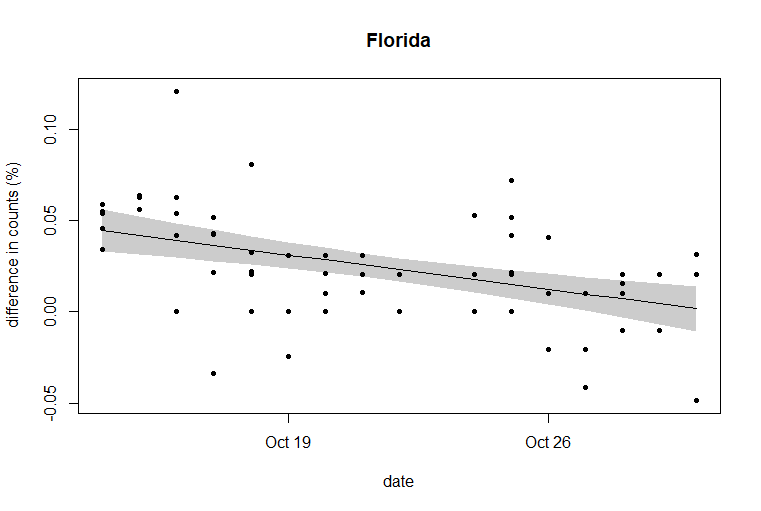 Florida
difference in counts (%)
0.10
0.05
0.00
-0.05
Oct 19
Oct 26
date